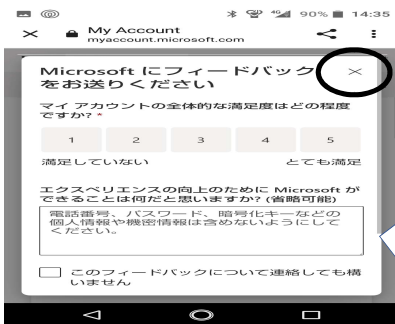 4G 90% 14:35
My Account
myaccount.microsoft.com
Microsoft にフィードバック
をお送りください
マイ アカウントの全体的な満足度はどの程度
ですか? *
1 2 3 4 5
満足していない とても満足
エクスペリエンスの向上のために Microsoft が
できることは何だと思いますか? (省略
可能)
電話番号、パスワード、暗号化キーなどの
個人情報や機密情報は含めないようにして
ください。
このフィードバックについて連絡しても構
いません